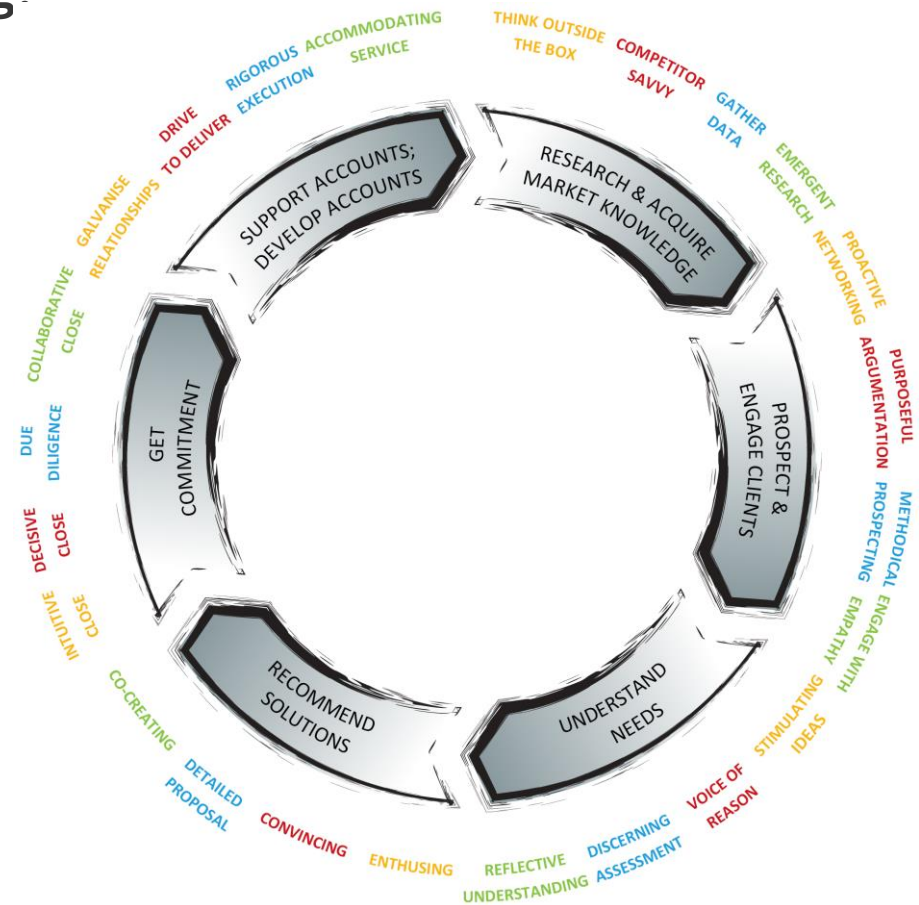 THINK OUTSIDE
THE BOX
COMPETITOR
SAVVY
GATHER
DATA
EMERGENT
RESEARCH
RESEARCH & ACQUIRE
MARKET KNOWLEDGE
PROACTIVE
NETWORKING
PURPOSEFUL
ARGUMENTATION
METHODICAL
PROSPECTING
ENGAGE WITH
EMPATHY
PROSPECT &
ENGAGE CLIENTS
STIMULATING
IDEAS
VOICE OF
REASON
DISCERNING
ASSESSMENT
REFLECTIVE
UNDERSTANDING
UNDERSTAND
NEEDS
ENTHUSING
CONVINCING
DETAILED
PROPOSAL
CO-CREATING
RECOMMEND
SOLUTIONS
INTUITIVE
CLOSE
DECISIVE
CLOSE
DUE
DILIGENCE
COLLABORATIVE
CLOSE
GET
COMMITMENT
GALVANISE
RELATIONSHIPS
DRIVE
TO DELIVER
RIGOROUS
EXECUTION
ACCOMMODATING
SERVICE
SUPPORT ACCOUNTS;
DEVELOP ACCOUNTS